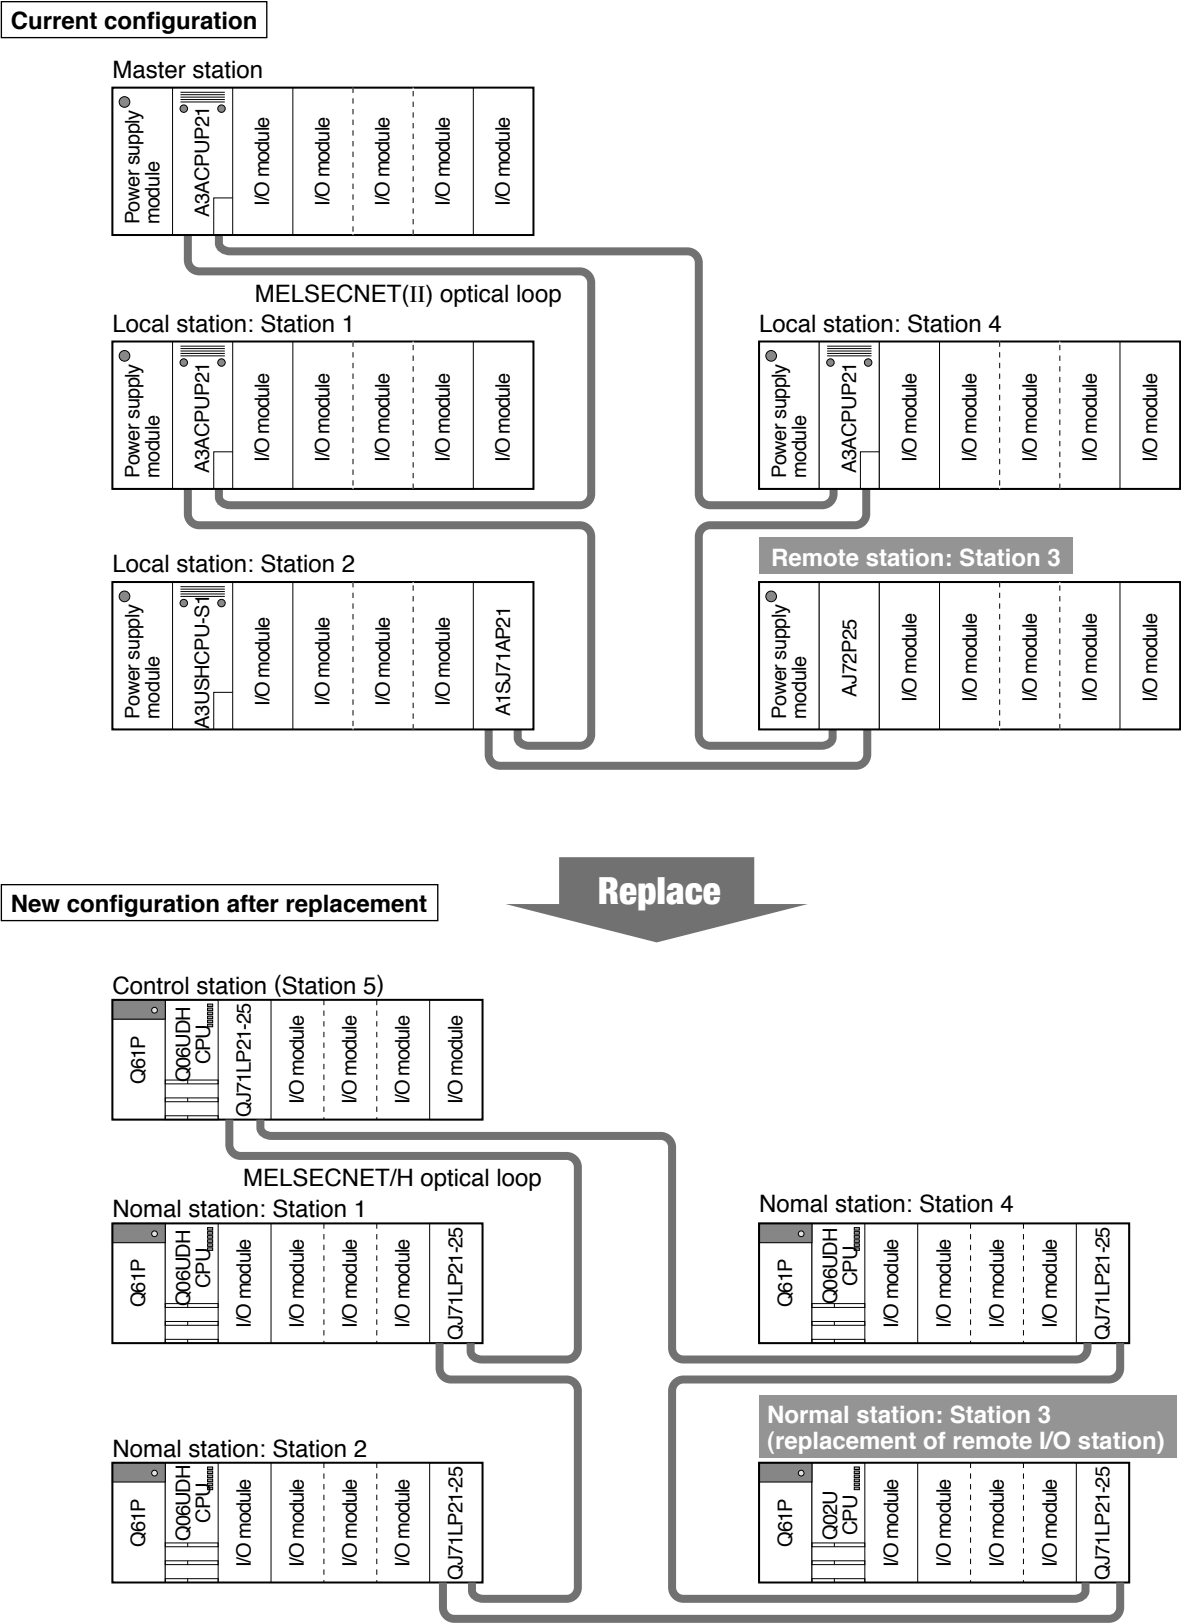 Current configuration
Master station
Power supply
module
A3ACPUP21
I/O module
I/O module
I/O module
I/O module
I/O module
MELSECNET(II) optical loop
Local station: Station 1
Power supply
module
A3ACPUP21
I/O module
I/O module
I/O module
I/O module
I/O module
Local station: Station 4
Power supply
module
A3ACPUP21
I/O module
I/O module
I/O module
I/O module
I/O module
Local station: Station 2
Power supply
module
A3USHCPU-S1
I/O module
I/O module
I/O module
I/O module
A1SJ71AP21
Remote station: Station 3
Power supply
module
AJ72P25
I/O module
I/O module
I/O module
I/O module
I/O module
Replace
New configuration after replacement
Control station (Station 5)
Q61P
Q06UDH
CPU
QJ71LP21-25
I/O module
I/O module
I/O module
I/O module
MELSECNET/H optical loop
Nomal station: Station 1
Q61P
Q06UDH
CPU
I/O module
I/O module
I/O module
I/O module
QJ71LP21-25
Nomal station: Station 4
Q61P
Q06UDH
CPU
I/O module
I/O module
I/O module
I/O module
QJ71LP21-25
Nomal station: Station 2
Q61P
Q06UDH
CPU
I/O module
I/O module
I/O module
I/O module
QJ71LP21-25
Normal station: Station 3
(replacement of remote I/O station)
Q61P
Q02U
CPU
I/O module
I/O module
I/O module
I/O module
QJ71LP21-25